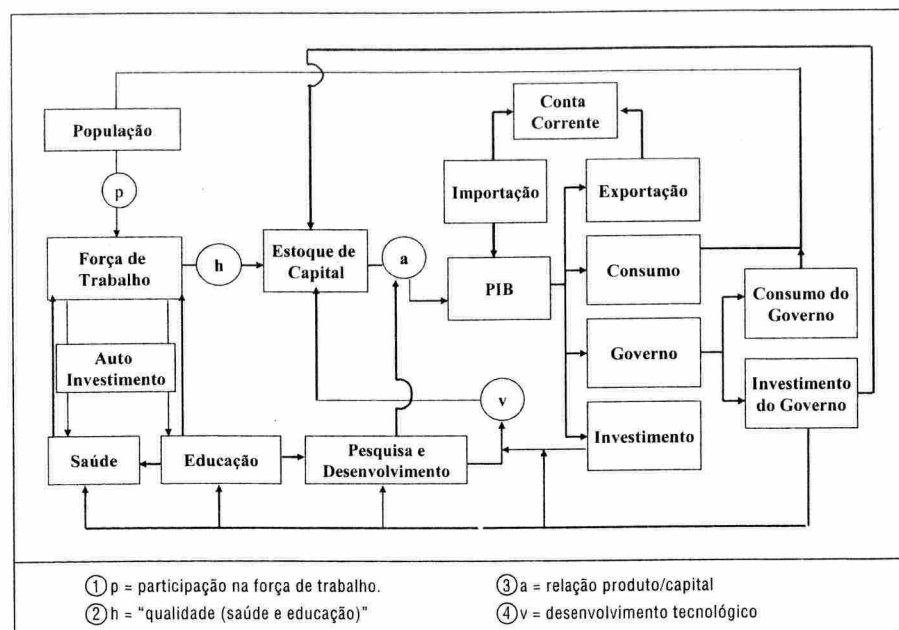 Conta
Corrente
População
p
Importação
Exportação
Força de
Trabalho
h
Estoque de
Capital
a
PIB
Consumo
Consumo do
Governo
Auto
Investimento
v
Governo
Investimento
do Governo
Saúde
Educação
Pesquisa e
Desenvolvimento
Investimento
1 p = participação na força de trabalho.
2 h = “qualidade (saúde e educação)”
3 a = relação produto/capital
4 v = desenvolvimento tecnológico